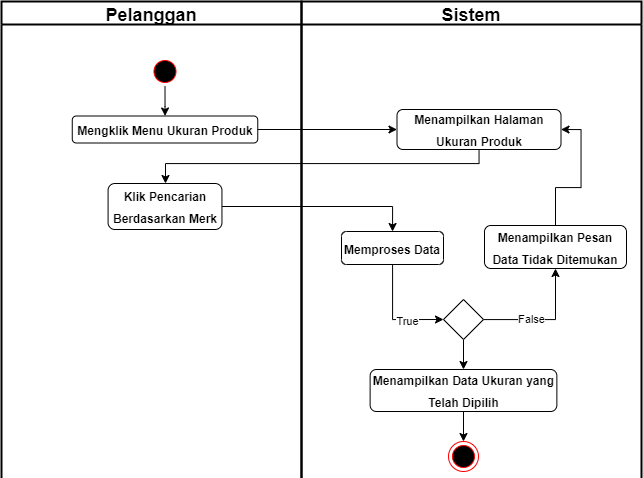 Pelanggan
Sistem
Mengklik Menu Ukuran Produk
Menampilkan Halaman
Ukuran Produk
Klik Pencarian
Berdasarkan Merk
Memproses Data
Menampilkan Pesan
Data Tidak Ditemukan
True
False
Menampilkan Data Ukuran yang
Telah Dipilih